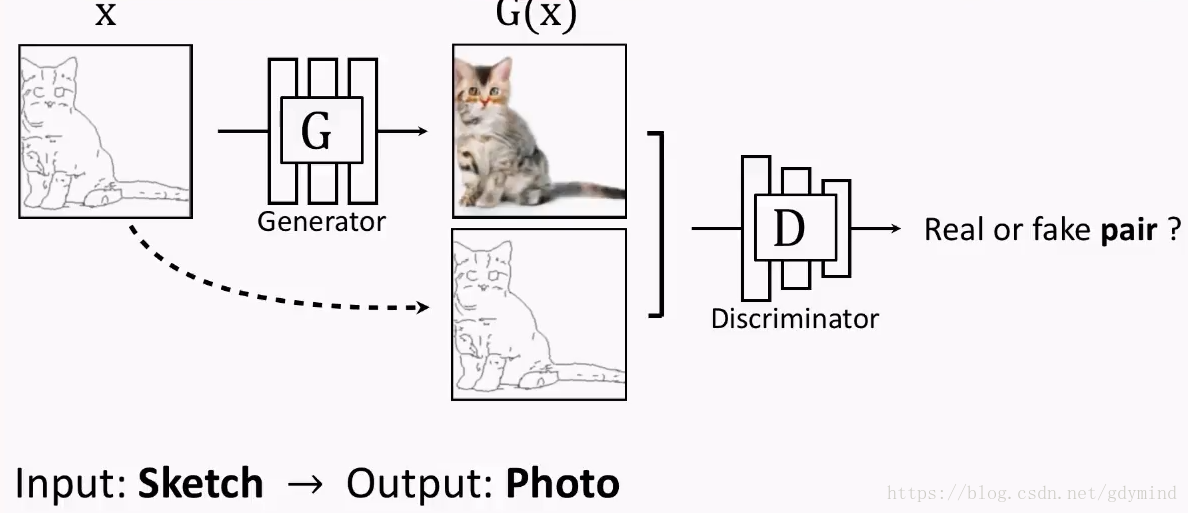 x
G(x)
G
Generator
D
Discriminator
Real or fake pair ?
Input: Sketch → Output: Photo
https://blog.csdn.net/gdymind